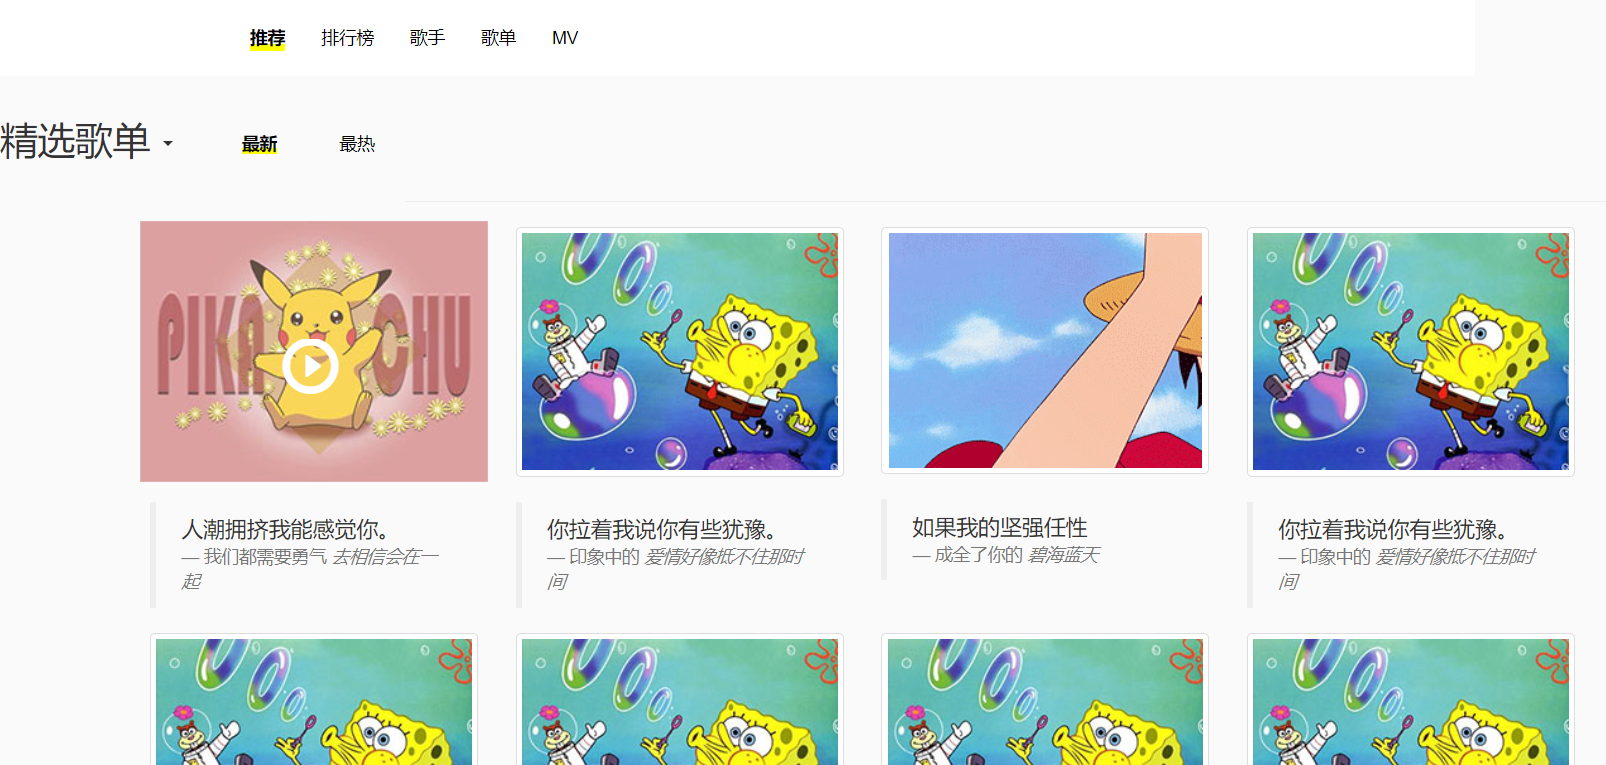 推荐 排行榜 歌手 歌单 MV
精选歌单 最新 最热
PIKACHU
人潮拥挤我能感觉你。
— 我们都需要勇气 去相信会在一
起
你拉着我说你有些犹豫。
— 印象中的 爱情好像抵不住那时
间
如果我的坚强任性
— 成全了你的 碧海蓝天
你拉着我说你有些犹豫。
— 印象中的 爱情好像抵不住那时
间